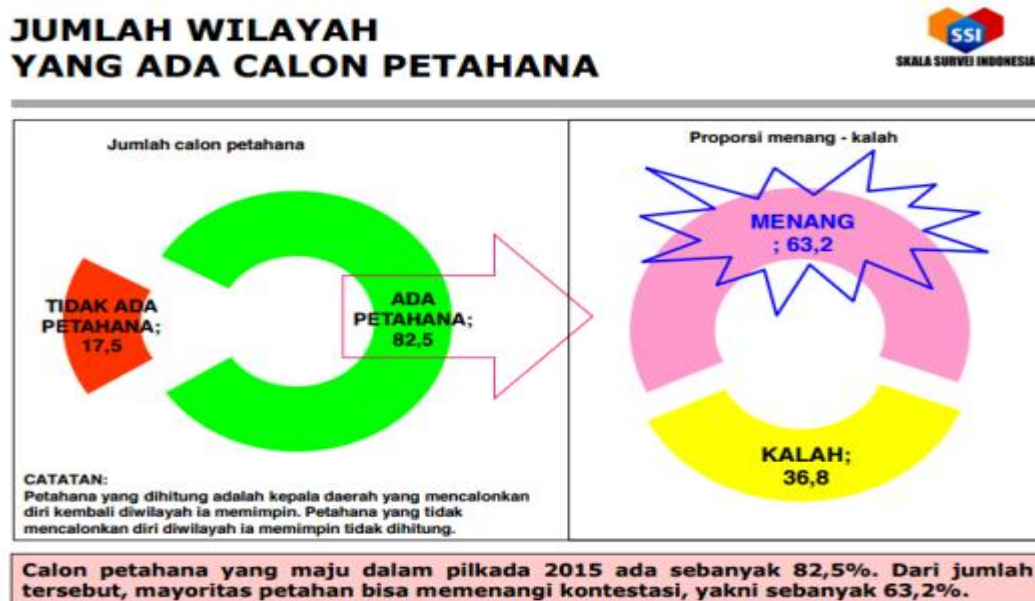 JUMLAH WILAYAH
YANG ADA CALON PETAHANA
SSI
SKALA SURVEI INDONESIA
Jumlah calon petahana
TIDAK ADA
PETAHANA;
17,5
ADA
PETAHANA;
82,5
CATATAN:
Petahana yang dihitung adalah kepala daerah yang mencalonkan
diri kembali diwilayah ia memimpin. Petahana yang tidak
mencalonkan diri diwilayah ia memimpin tidak dihitung.
Proporsi menang - kalah
MENANG
; 63,2
KALAH;
36,8
Calon petahana yang maju dalam pilkada 2015 ada sebanyak 82,5%. Dari jumlah
tersebut, mayoritas petahan bisa memenangi kontestasi, yakni sebanyak 63,2%.